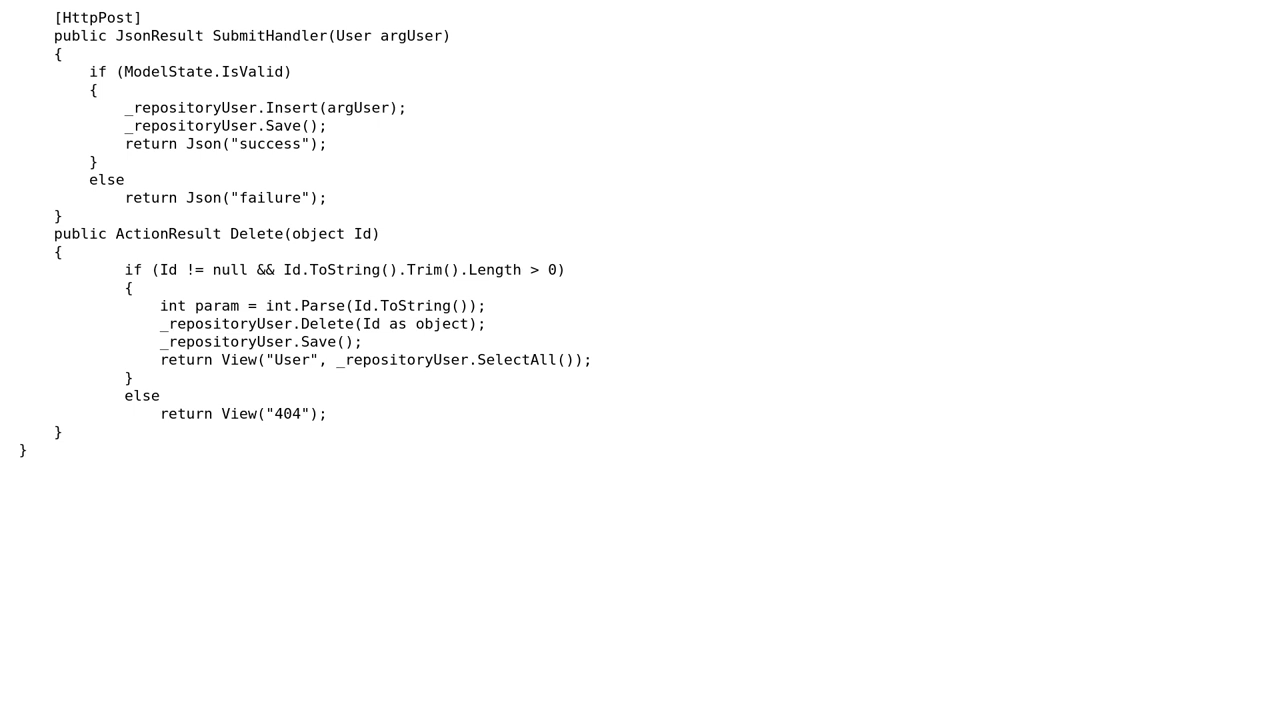 [HttpPost]
    public JsonResult SubmitHandler(User argUser)
    {
        if (ModelState.IsValid)
        {
            _repositoryUser.Insert(argUser);
            _repositoryUser.Save();
            return Json("success");
        }
        else
            return Json("failure");
    }
    public ActionResult Delete(object Id)
    {
            if (Id != null && Id.ToString().Trim().Length > 0)
            {
                int param = int.Parse(Id.ToString());
                _repositoryUser.Delete(Id as object);
                _repositoryUser.Save();
                return View("User", _repositoryUser.SelectAll());
            }
            else
                return View("404");
    }
}